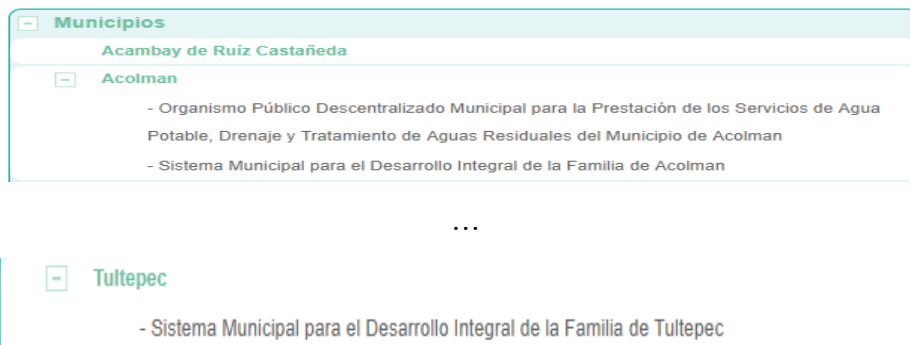 Municipios
Acambay de Ruíz Castañeda
Acolman
- Organismo Público Descentralizado Municipal para la Prestación de los Servicios de Agua
Potable, Drenaje y Tratamiento de Aguas Residuales del Municipio de Acolman
- Sistema Municipal para el Desarrollo Integral de la Familia de Acolman
...
Tultepec
- Sistema Municipal para el Desarrollo Integral de la Familia de Tultepec